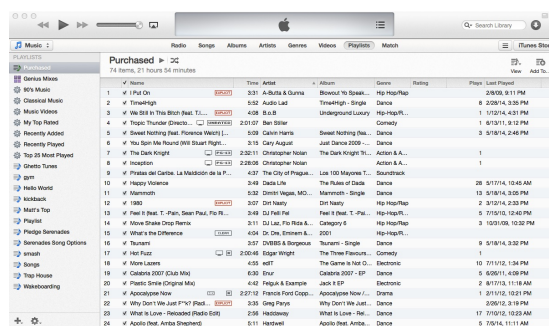 Search Library
Music
Radio Songs Albums Artists Genres Videos Playlists Match iTunes Sto
PLAYLISTS
Purchased
Genius Mixes
90's Music
Classical Music
Music Videos
My Top Rated
Recently Added
Recently Played
Top 25 Most Played
Ghetto Tunes
gym
Hello World
kickback
Matt's Top
Playlist
Pledge Serenades
Serenades Song Options
smash
Songs
Trap House
Wakeboarding
Purchased
74 items, 21 hours 54 minutes
View Add To...
Name Time Artist Album Genre Rating Plays Last Played
1 I Put On EXPLICIT 3:31 A-Butta & Gunna Blowout Yo Speak... Hip Hop/Rap 2/8/09, 9:11 PM
2 Time4High 5:52 Audio Lad Time4High - Single Dance 8 2/28/14, 3:35 PM
3 We Still In This Bitch (feat. T.I.... EXPLICIT 4:08 B.o.B Underground Luxury Hip-Hop/R... 1 1/12/14, 4:31 PM
4 Tropic Thunder (Directo... UNRATED 2:01:07 Ben Stiller Comedy 1 6/13/11, 9:12 PM
5 Sweet Nothing (feat. Florence Welch) [... 5:09 Calvin Harris Sweet Nothing (fea... Dance 3 5/18/14, 2:46 PM
6 You Spin Me Round (Will Stuart Right... 3:15 Gary August Just Dance 2009 -... Dance
7 The Dark Knight PG-13 2:32:11 Christopher Nolan The Dark Knight Tri... Action & A... 1
8 Inception PG-13 2:28:06 Christopher Nolan Action & A... 1
9 Piratas del Caribe. La Maldición de la P... 4:37 The City of Prague... Los 100 Mayores T... Soundtrack
10 Happy Violence 3:49 Dada Life The Rules of Dada Dance 28 5/17/14, 10:45 AM
11 Mammoth 5:32 Dimitri Vegas, MO... Mammoth - Single Dance 13 5/18/14, 3:05 PM
12 1980 EXPLICIT 3:07 Dirt Nasty Dirt Nasty Hip-Hop/R... 2 3/12/14, 2:33 PM
13 Feel It (feat. T. -Pain, Sean Paul, Flo Ri... 3:49 DJ Felli Fel Feel It (feat. T. -Pai... Hip-Hop/R... 5 7/15/10, 12:40 PM
14 Move Shake Drop Remix 3:11 DJ Laz, Flo Rida &... Category 6 Hip-Hop/Rap 3 10/31/09, 10:32 PM
15 What's the Difference CLEAN 4:04 Dr. Dre, Eminem &... 2001 Hip-Hop/R...
16 Tsunami 3:57 DVBBS & Borgeous Tsunami - Single Dance 9 5/18/14, 3:32 PM
17 Hot Fuzz R 2:00:46 Edgar Wright The Three Flavours... Comedy 1
18 More Lazers 4:55 edIT The Game Is Not O... Electronic 10 7/11/12, 1:34 PM
19 Calabria 2007 (Club Mix) 6:30 Enur Calabria 2007 - EP Dance 5 6/26/11, 4:09 PM
20 Plastic Smile (Original Mix) 4:42 Felguk & Example Jack It EP Electronic 2 8/17/13, 11:18 AM
21 Apocalypse Now R 2:27:12 Francis Ford Copp... Apocalypse Now /... Drama 1 2/11/12, 10:21 PM
22 Why Don't We Just F**k? (Radi... EXPLICIT 3:35 Greg Parys Why Don't We Just... Dance 2/26/12, 3:19 PM
23 What Is Love - Reloaded (Radio Edit) 2:56 Haddaway What Is Love - Rel... Dance 17 7/10/12, 10:23 AM
24 Apollo (feat. Amba Shepherd) 5:11 Hardwell Apollo (feat. Amba... Dance 15 5/7/14, 11:11 AM